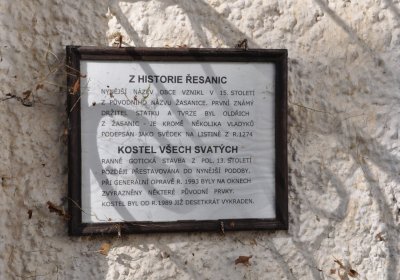 Z HISTORIE ŘESANIC
NYNĚJŠÍ NÁZEV OBCE VZNIKL V 15. STOLETÍ
Z PŮVODNÍHO NÁZVU ŽASANICE. PRVNÍ ZNÁMÝ
DRŽITEL STATKU A TVRZE BYL OLDŘICH
Z ŽASANIC -JE KROMĚ NĚKOLIKA VLADYKŮ
PODEPSÁN JAKO SVĚDEK NA LISTINĚ Z R.1274
KOSTEL VŠECH SVATÝCH
RANNĚ GOTICKÁ STAVBA Z POL. 13. STOLETÍ
POZDĚJI PŘESTAVOVÁNA DO NYNĚJŠÍ PODOBY.
PŘI GENERÁLNÍ OPRAVĚ R. 1993 BYLY NA OKNECH
ZVÝRAZNĚNY NĚKTERÉ PŮVODNÍ PRVKY.
KOSTEL BYL OD R.1989 JIŽ DESETKRÁT VYKRADEN.